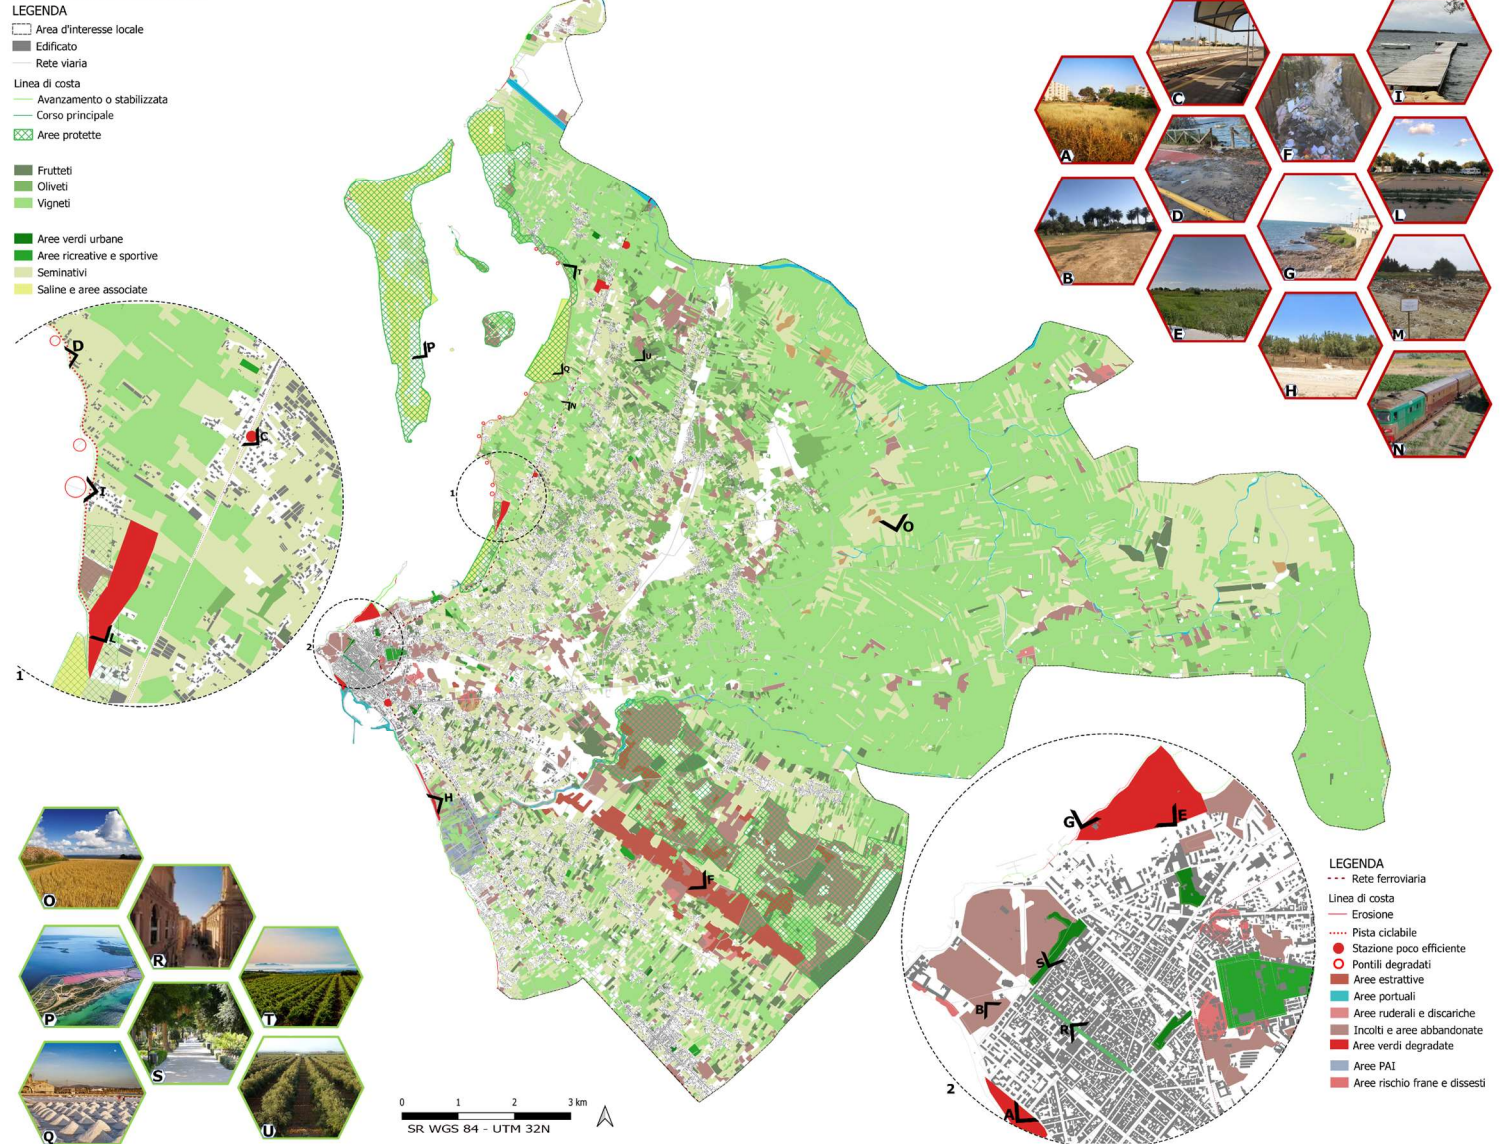 LEGENDA
Area d'interesse locale
Edificato
Rete viaria
Linea di costa
Avanzamento o stabilizzata
Corso principale
Aree protette
Frutteti
Oliveti
Vigneti
Aree verdi urbane
Aree ricreative e sportive
Seminativi
Saline e aree associate
D
C
I
L
1
A
B
C
D
E
F
G
H
I
L
M
N
T
P
U
Q
N
1
O
2
H
F
O
P
Q
R
S
T
U
0 1 2 3 km
SR WGS 84 - UTM 32N
G
E
S
B
R
A
2
LEGENDA
Rete ferroviaria
Linea di costa
Erosione
Pista ciclabile
Stazione poco efficiente
Pontili degradati
Aree estrattive
Aree portuali
Aree ruderali e discariche
Incolti e aree abbandonate
Aree verdi degradate
Aree PAI
Aree rischio frane e dissesti